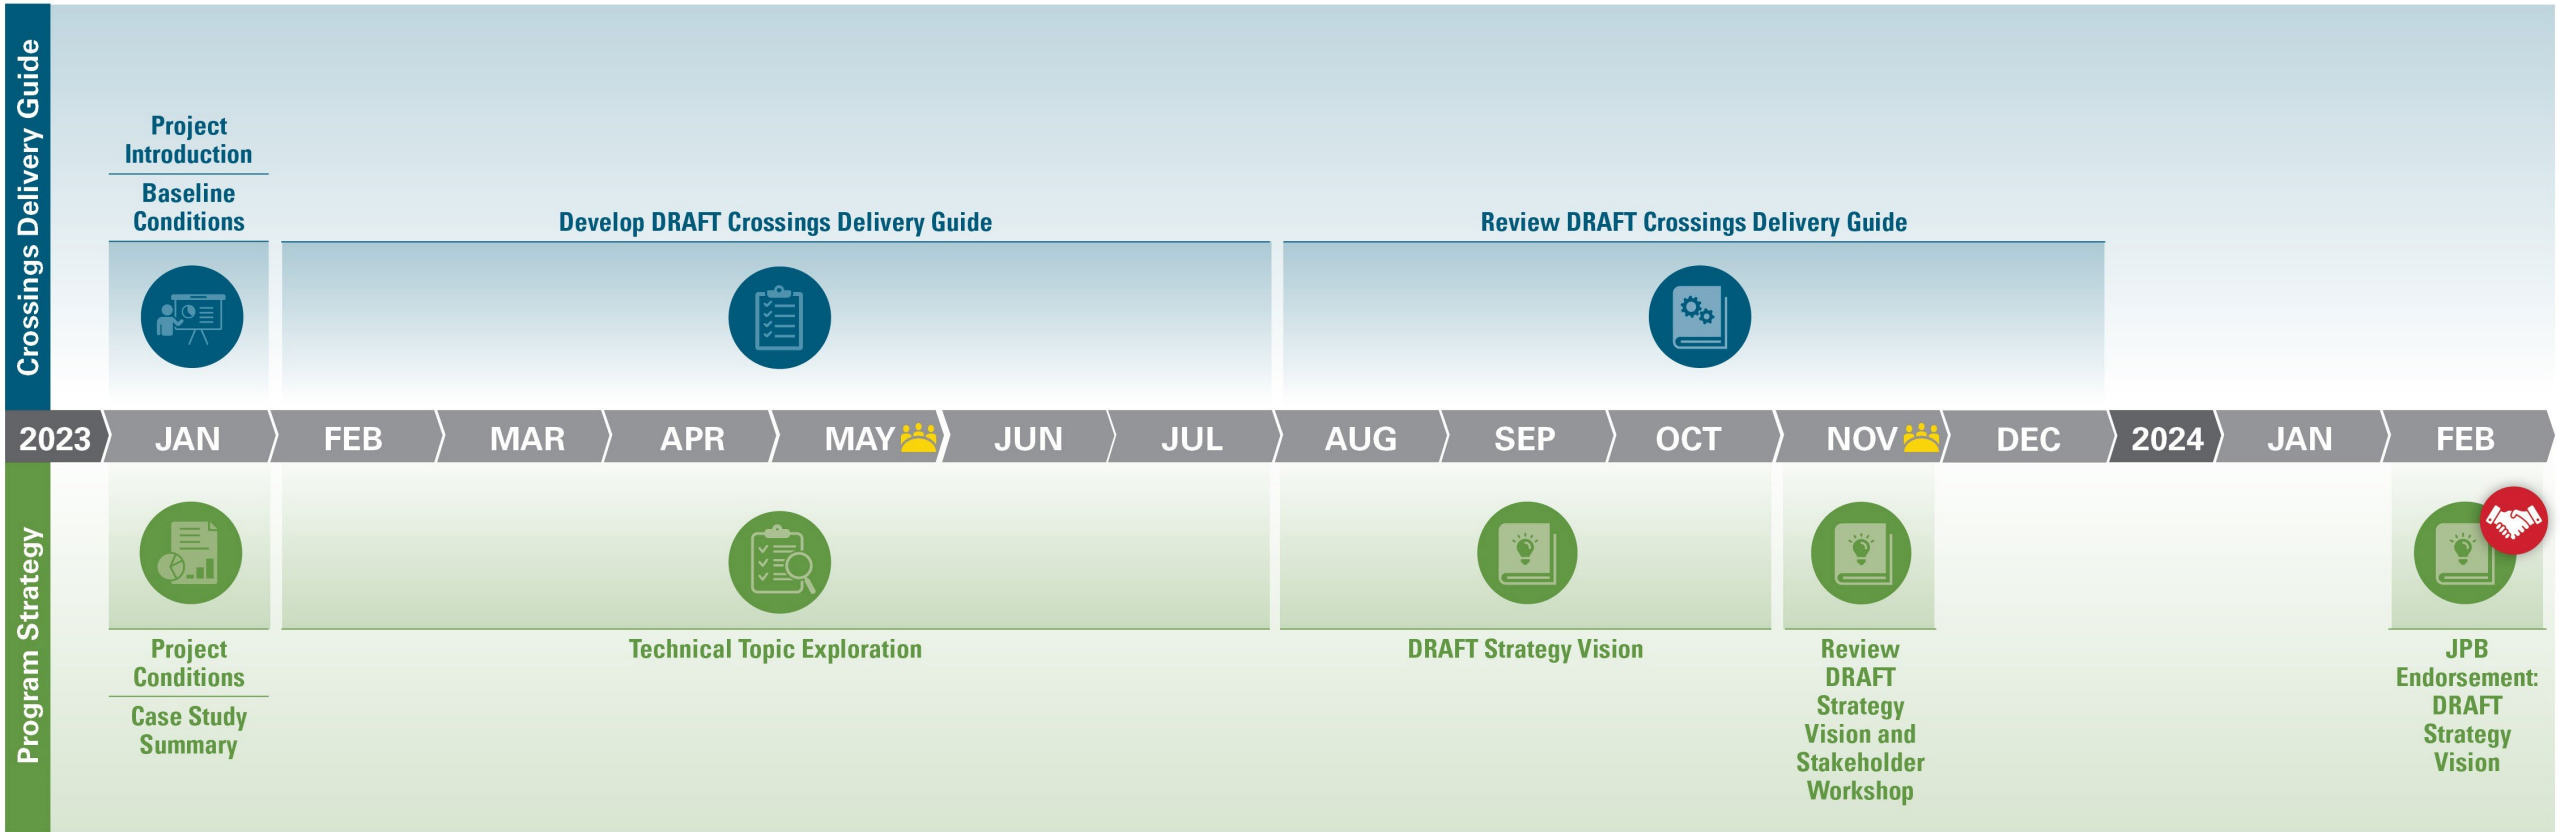 Crossings Delivery Guide
Project
Introduction
Baseline
Conditions
Develop DRAFT Crossings Delivery Guide
Review DRAFT Crossings Delivery Guide
2023 JAN FEB MAR APR MAY JUN JUL AUG SEP OCT NOV DEC 2024 JAN FEB
Program Strategy
Project
Conditions
Case Study
Summary
Technical Topic Exploration
DRAFT Strategy Vision
Review
DRAFT
Strategy
Vision and
Stakeholder
Workshop
JPB
Endorsement:
DRAFT
Strategy
Vision